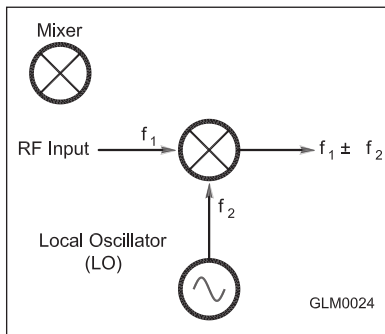 Mixer
f1
RF Input
f1 ± f2
f2
Local Oscillator
(LO)
GLM0024